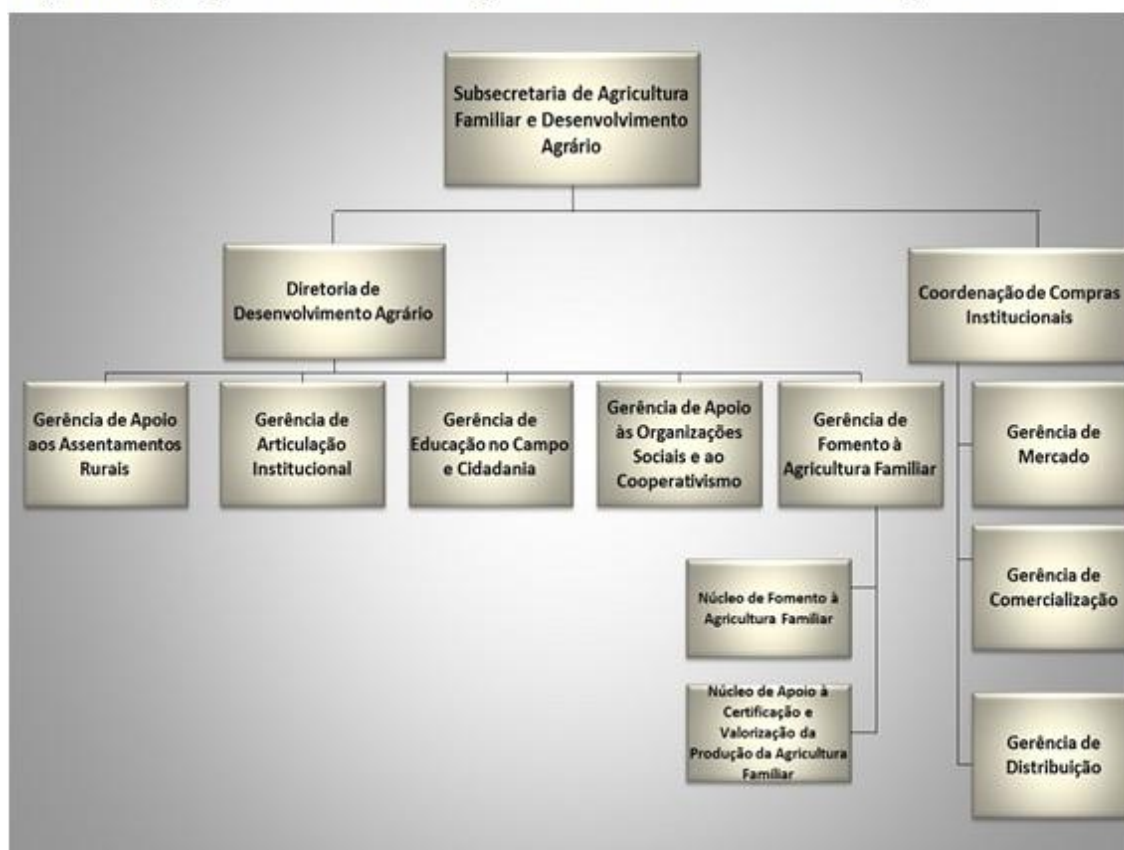 Subsecretaria de Agricultura
Familiar e Desenvolvimento
Agrário
Diretoria de
Desenvolvimento Agrário
Coordenação de Compras
Institucionais
Gerência de Apoio
aos Assentamentos
Rurais
Gerência de
Articulação
Institucional
Gerência de
Educação no Campo
e Cidadania
Gerência de Apoio
às Organizações
Sociais e ao
Cooperativismo
Gerência de
Fomento à
Agricultura Familiar
Gerência de
Mercado
Núcleo de Fomento à
Agricultura Familiar
Gerência de
Comercialização
Núcleo de Apoio à
Certificação e
Valorização da
Produção da Agricultura
Familiar
Gerência de
Distribuição